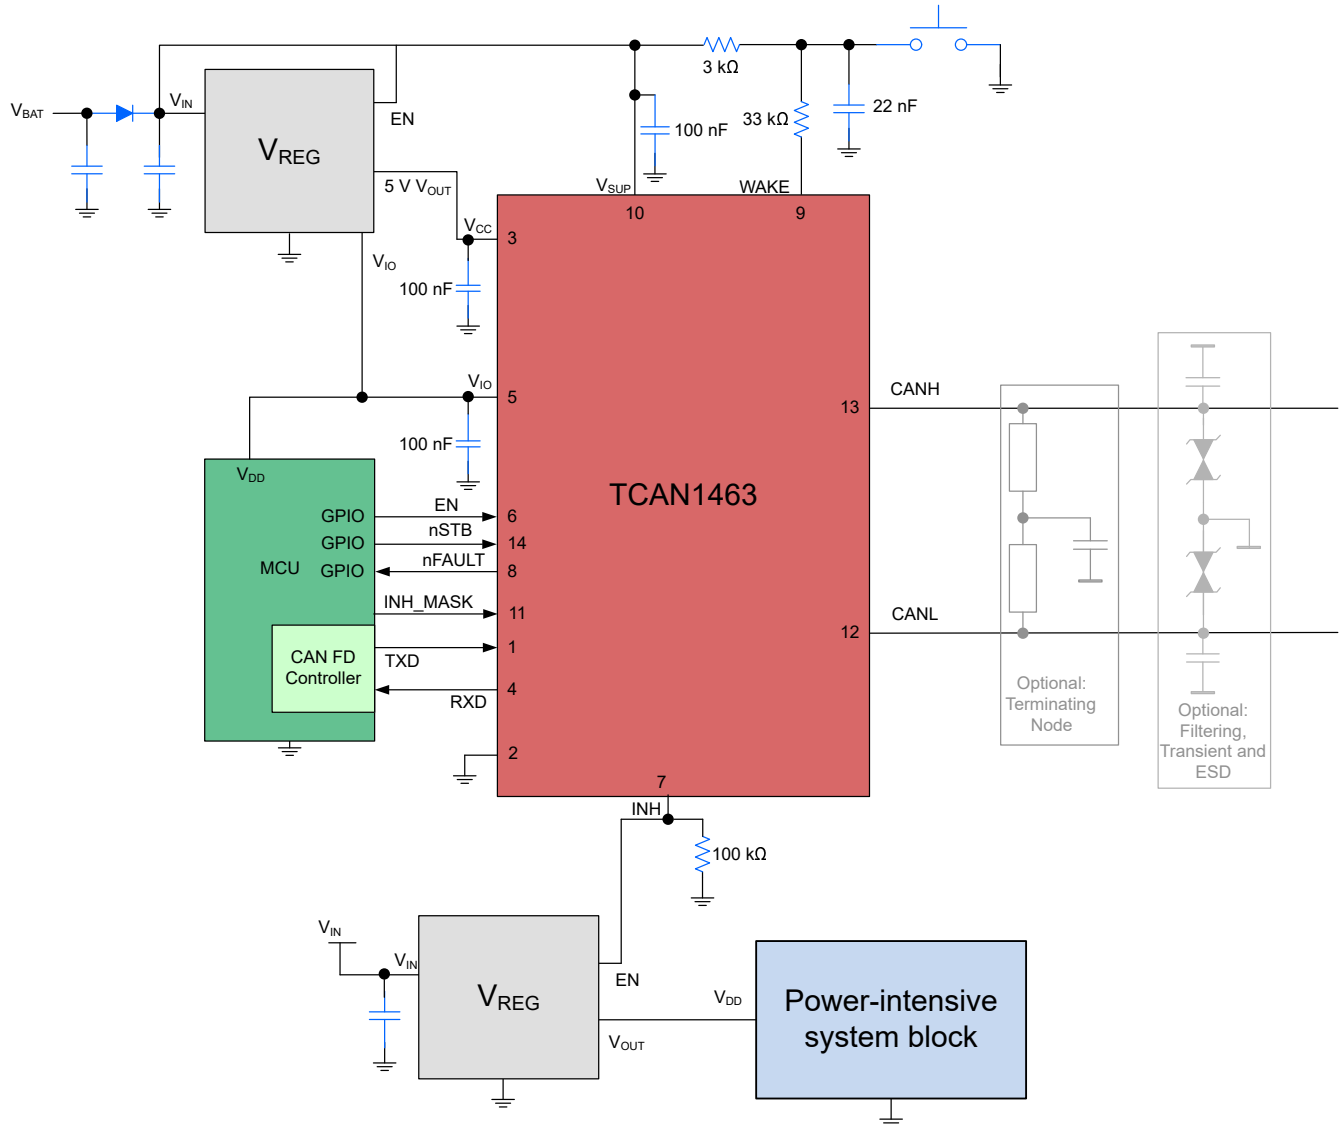 3 kΩ
VBAT
VIN
EN
VREG
5 V VOUT
100 nF
33 kΩ
22 nF
VSUP
WAKE
10
9
VCC
3
VIO
100 nF
VIO
5
100 nF
13
CANH
TCAN1463
VDD
GPIO
EN
6
GPIO
nSTB
14
MCU
GPIO
nFAULT
8
INH_MASK
11
CAN FD
Controller
TXD
1
RXD
4
2
12
CANL
Optional:
Terminating
Node
Optional:
Filtering,
Transient and
ESD
7
INH
100 kΩ
VIN
VIN
VREG
EN
VOUT
VDD
Power-intensive
system block